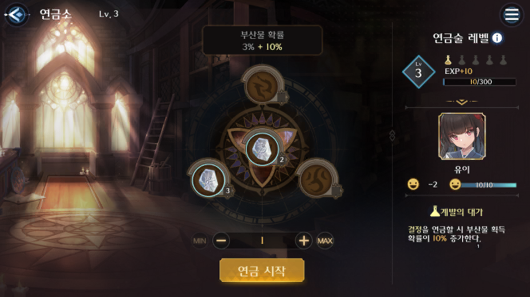 연금소 Lv. 3
부산물 확률
3% + 10%
2
3
MIN 1 MAX
연금 시작
연금술 레벨
Lv
3
EXP+10
10/300
유이
-2 10/10
계발의 대가
결정을 연금할 시 부산물 획득
확률이 10% 증가한다.